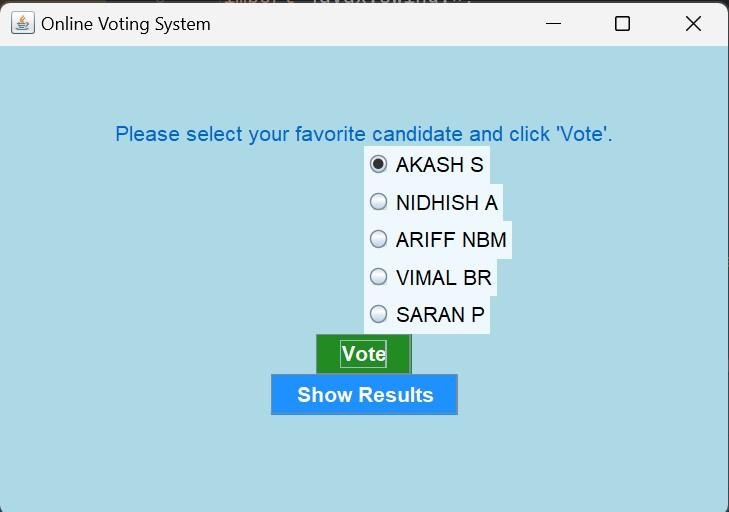 Online Voting System
Please select your favorite candidate and click 'Vote'.
AKASH S
NIDHISH A
ARIFF NBM
VIMAL BR
SARAN P
Vote
Show Results